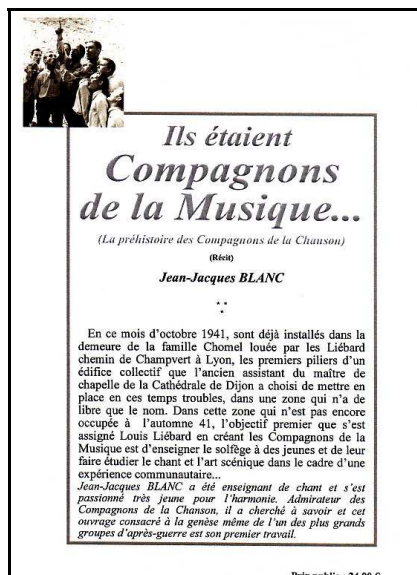 Ils étaient
Compagnons
de la Musique...
(La préhistoire des Compagnons de la Chanson)
(Récit)
Jean-Jacques BLANC
* *
*
En ce mois d'octobre 1941, sont déjà installés dans la
demeure de la famille Chomel louée par les Liébard
chemin de Champvert à Lyon, les premiers piliers d'un
édifice collectif que l'ancien assistant du maître de
chapelle de la Cathédrale de Dijon a choisi de mettre en
place en ces temps troubles, dans une zone qui n'a de
libre que le nom. Dans cette zone qui n'est pas encore
occupée à l'automne 41, l'objectif premier que s'est
assigné Louis Liébard en créant les Compagnons de la
Musique est d'enseigner le solfège à des jeunes et de leur
faire étudier le chant et l'art scénique dans le cadre d'une
expérience communautaire...
Jean-Jacques BLANC a été enseignant de chant et s'est
passionné très jeune pour l'harmonie. Admirateur des
Compagnons de la Chanson, il a cherché à savoir et cet
ouvrage consacré à la genèse même de l'un des plus grands
groupes d'après-guerre est son premier travail.